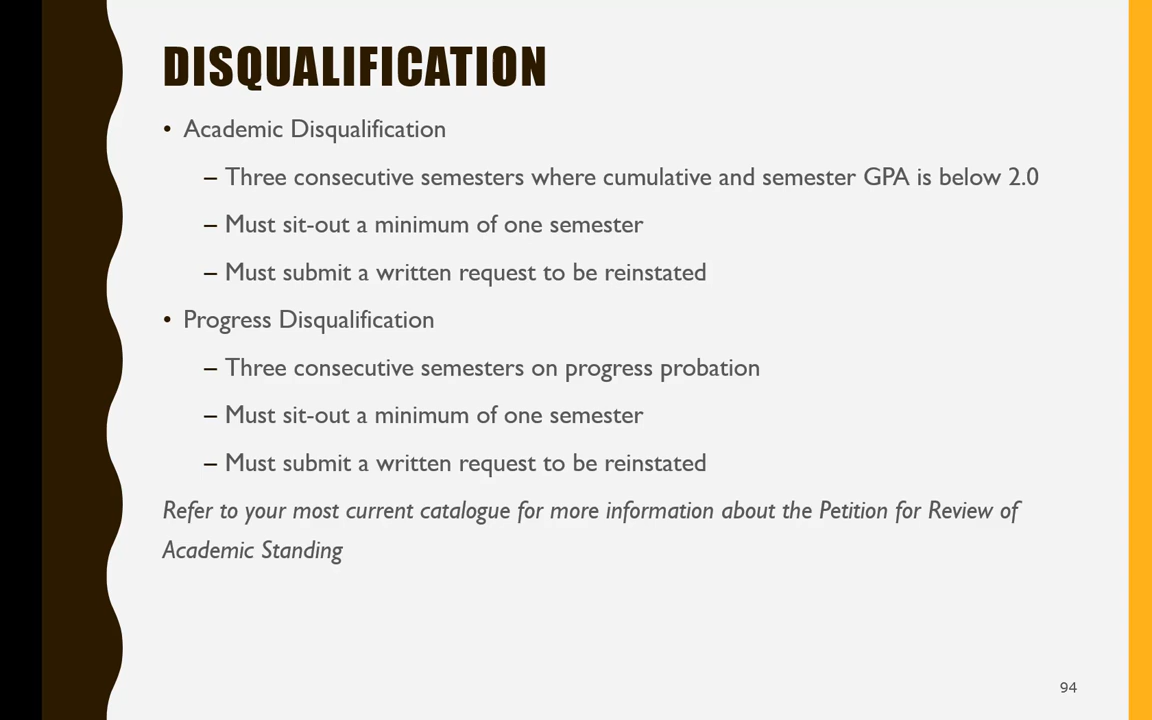 DISQUALIFICATION
• Academic Disqualification
– Three consecutive semesters where cumulative and semester GPA is below 2.0
– Must sit-out a minimum of one semester
– Must submit a written request to be reinstated
• Progress Disqualification
– Three consecutive semesters on progress probation
– Must sit-out a minimum of one semester
– Must submit a written request to be reinstated
Refer to your most current catalogue for more information about the Petition for Review of
Academic Standing
94